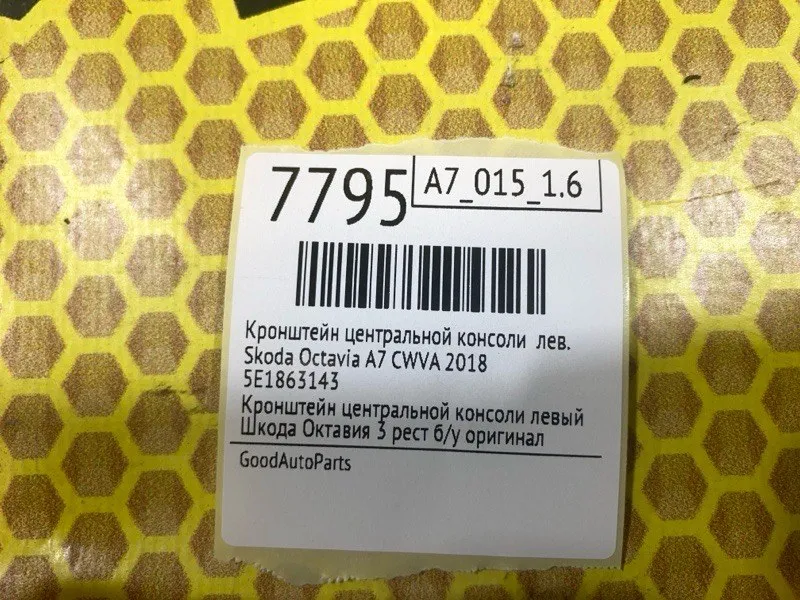 7795
A7_015_1.6
Кронштейн центральной консоли лев.
Skoda Octavia A7 CWVA 2018
5E1863143
Кронштейн центральной консоли левый
Шкода Октавия 3 рест б/у оригинал
GoodAutoParts